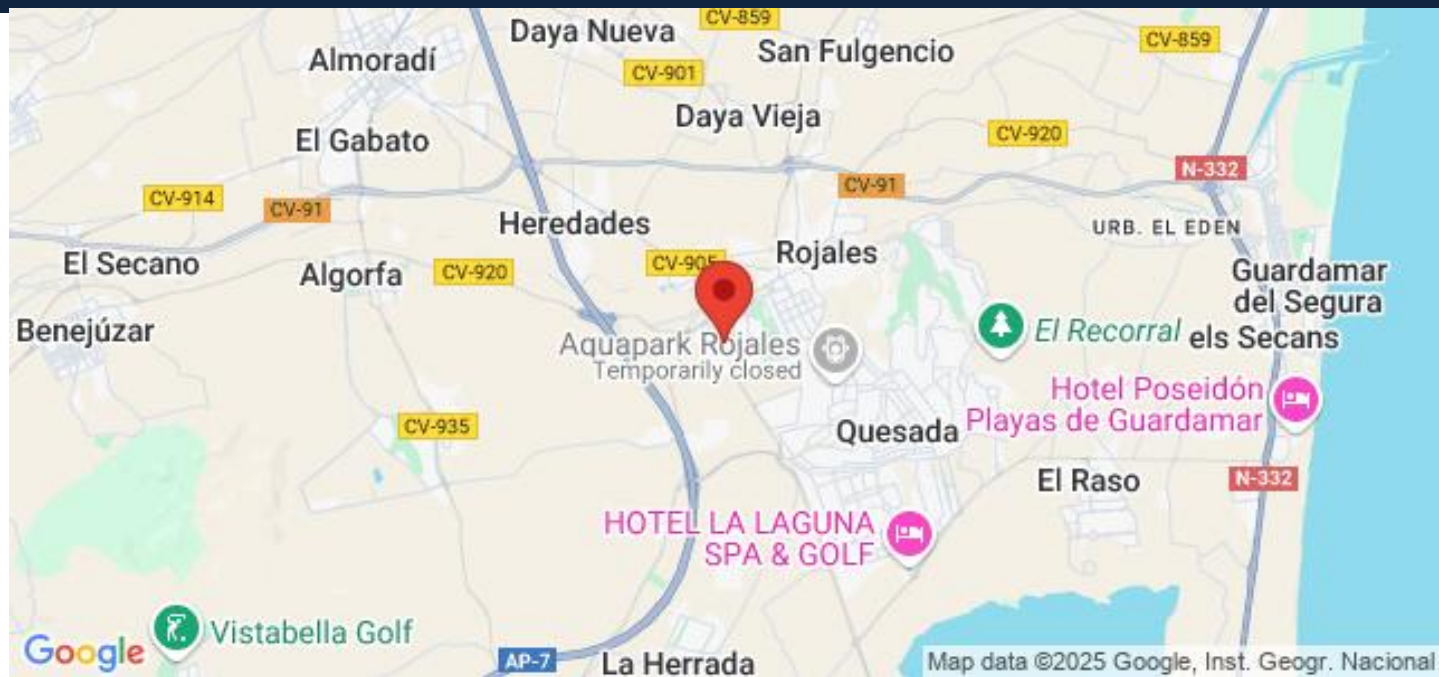 CV-859
Daya Nueva
San Fulgencio
CV-859
Almoradí
CV-901
Daya Vieja
El Gabato
CV-920
N-332
CV-914
CV-91
CV-91
Heredades
URB. EL EDEN
El Secano
Algorfa
CV-920
CV-905
Rojales
Guardamar
del Segura
Benejúzar
Aquapark Rojales
Temporarily closed
El Recorral
els Secans
Hotel Poseidón
Playas de Guardamar
CV-935
Quesada
El Raso
N-332
HOTEL LA LAGUNA
SPA & GOLF
Vistabella Golf
Google
AP-7
La Herrada
Map data ©2025 Google, Inst. Geogr. Nacional